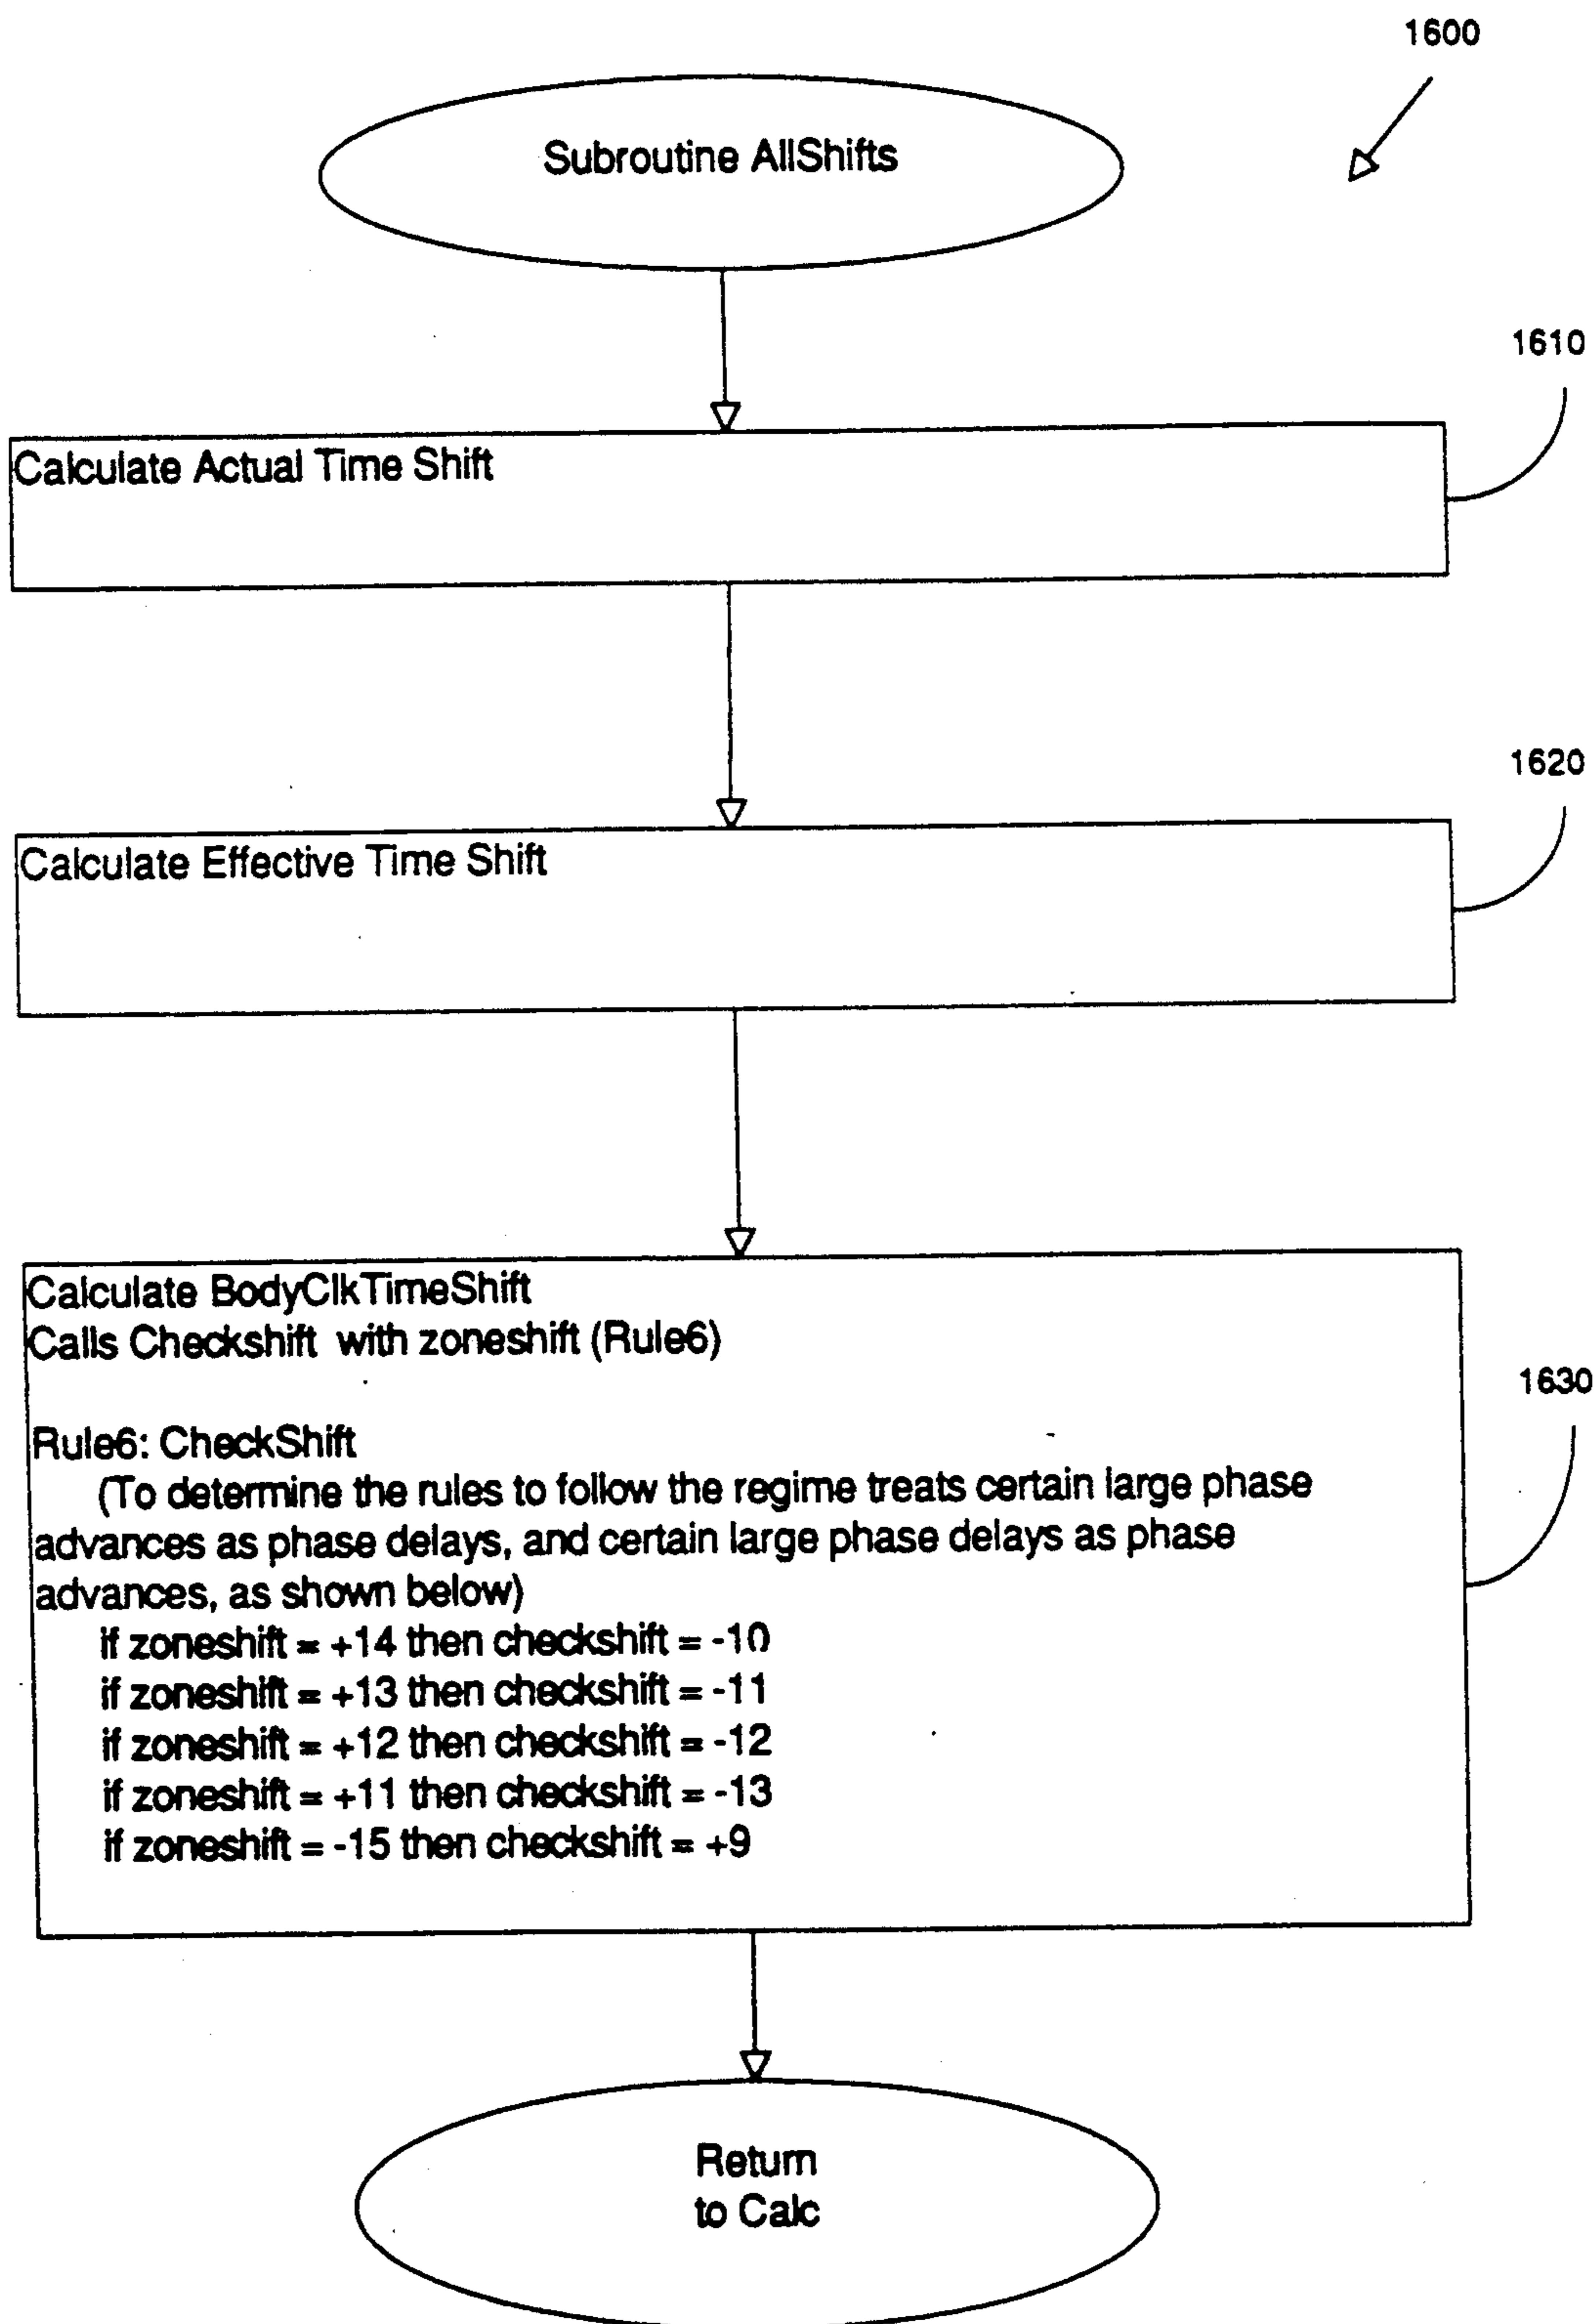 1600
Subroutine AllShifts
1610
Calculate Actual Time Shift
1620
Calculate Effective Time Shift
Calculate BodyClkTimeShift
Calls Checkshift with zoneshift (Rule6)
1630
Rule6: CheckShift
(To determine the rules to follow the regime treats certain large phase
advances as phase delays, and certain large phase delays as phase
advances, as shown below)
if zoneshift = +14 then checkshift = -10
if zoneshift = +13 then checkshift = -11
if zoneshift = +12 then checkshift = -12
if zoneshift = +11 then checkshift = -13
if zoneshift = -15 then checkshift = +9
Return
to Calc